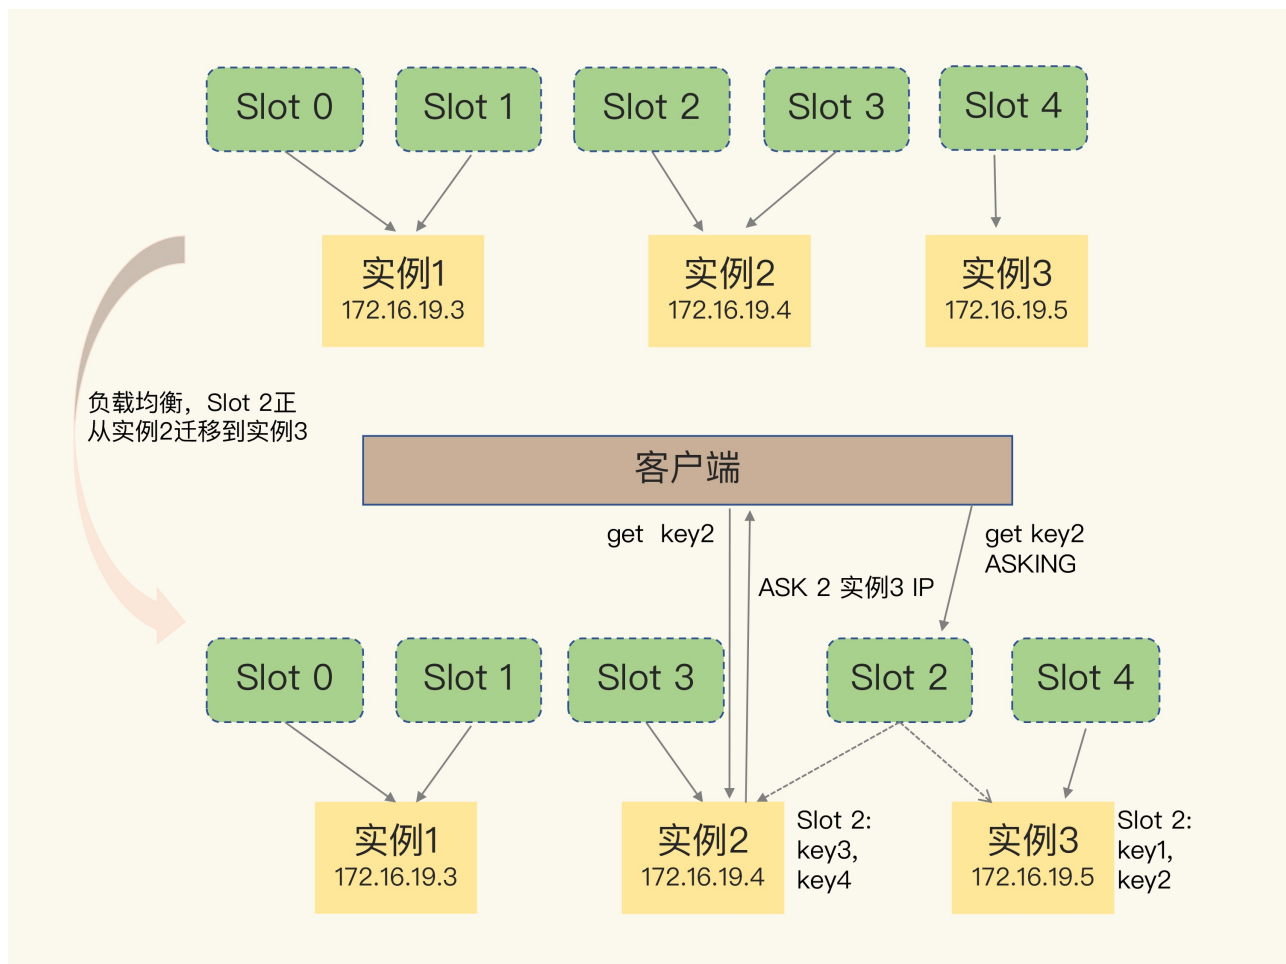 Slot 0
Slot 1
Slot 2
Slot 3
Slot 4
实例1
172.16.19.3
实例2
172.16.19.4
实例3
172.16.19.5
负载均衡，Slot 2正
从实例2迁移到实例3
客户端
get key2
ASK 2 实例3 IP
get key2
ASKING
Slot 0
Slot 1
Slot 3
Slot 2
Slot 4
实例1
172.16.19.3
实例2
172.16.19.4
Slot 2:
key3,
key4
实例3
172.16.19.5
Slot 2:
key1,
key2